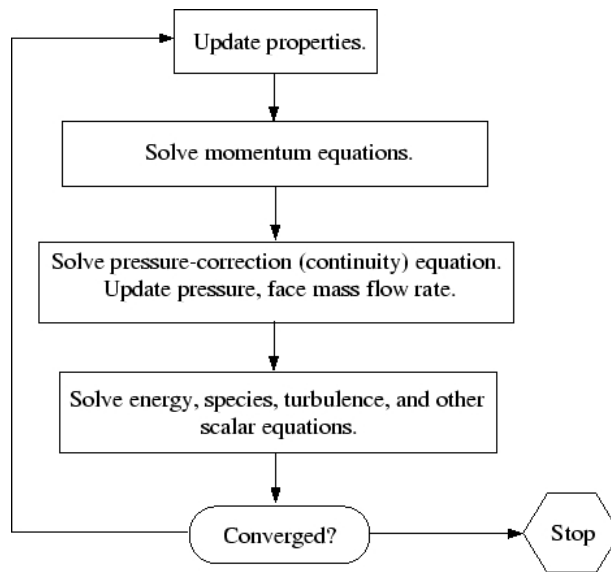 Update properties.
Solve momentum equations.
Solve pressure-correction (continuity) equation.
Update pressure, face mass flow rate.
Solve energy, species, turbulence, and other
scalar equations.
Converged?
Stop